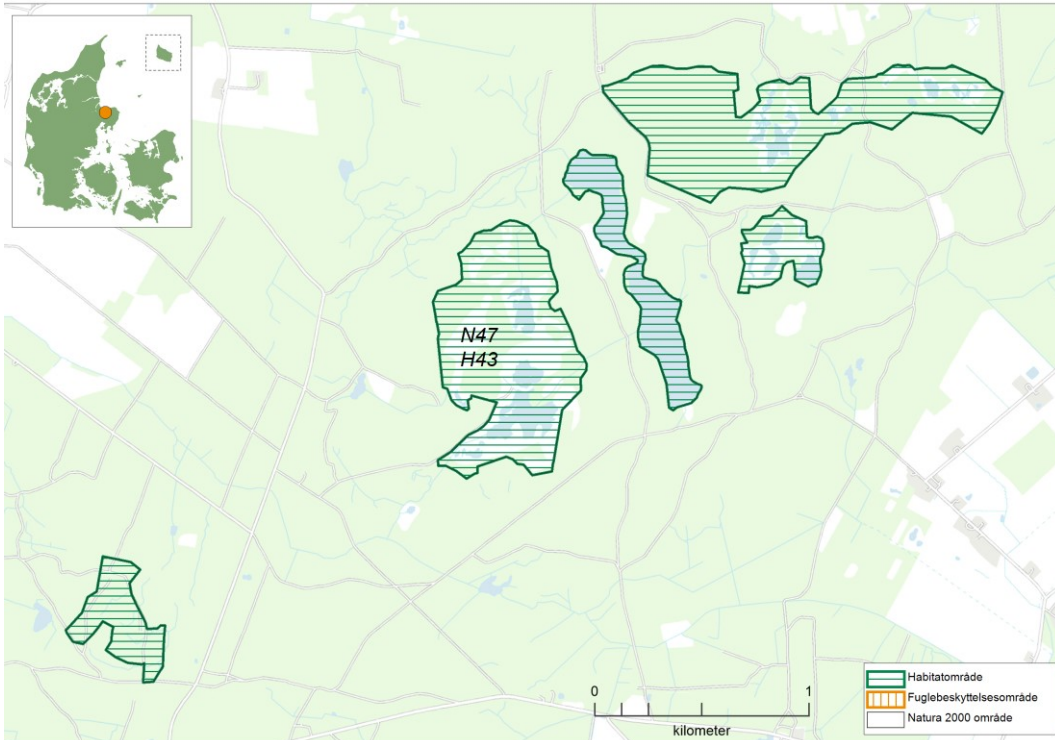 N47
H43
0
1
kilometer
Habitatområde
Fuglebeskyttelsesområde
Natura 2000 område